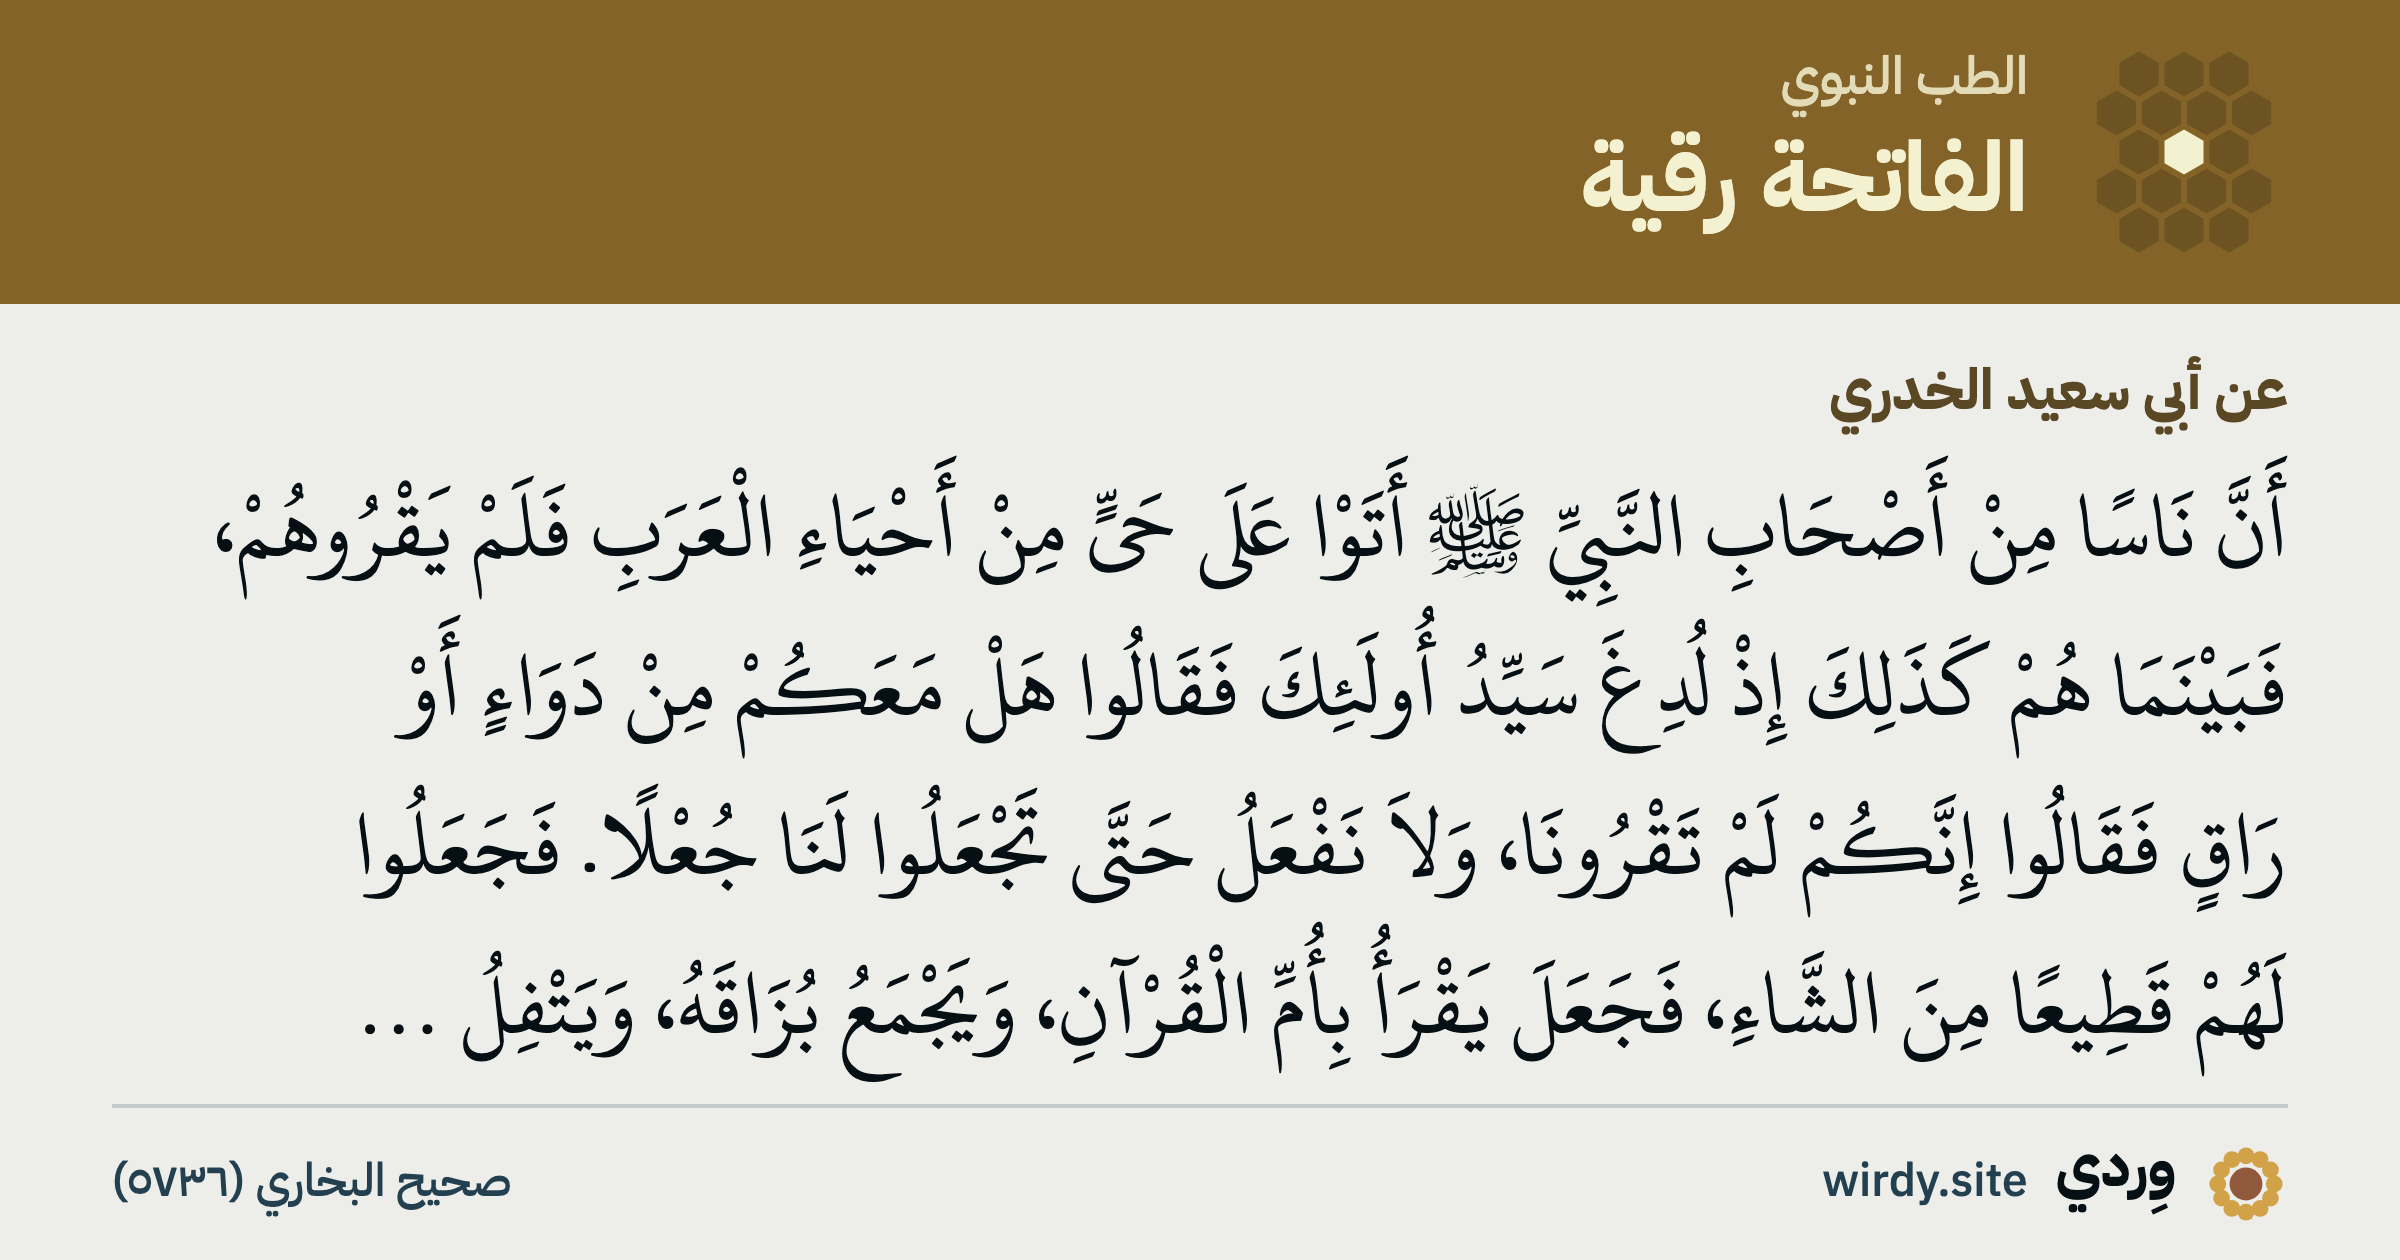 الطب النبوي
الفاتحة رقية
عن أبي سعيد الخدري
أَنَّ نَاسًا مِنْ أَصْحَابِ النَّبِيِّ ﷺ أَتَوْا عَلَى حَىٍّ مِنْ أَحْيَاءِ الْعَرَبِ فَلَمْ يَقْرُوهُمْ،
فَبَيْنَمَا هُمْ كَذَلِكَ إِذْ لُدِغَ سَيِّدُ أُولَئِكَ فَقَالُوا هَلْ مَعَكُمْ مِنْ دَوَاءٍ أَوْ
رَاقٍ فَقَالُوا إِنَّكُمْ لَمْ تَقْرُونَا، وَلاَ نَفْعَل حَتَّى تَجْعَلُوا لَنَا جُعْلًا. فَجَعَلُوا
لَهُمْ قَطِيعًا مِنَ الشَّاءِ، فَجَعَلَ يَقْرَأُ بِأُمِّ الْقُرْآنِ، وَيَجْمَعُ بُزَاقَهُ، وَيَتْفِلُ ...
وِردي wirdy.site
صحيح البخاري (٥٧٣٦)